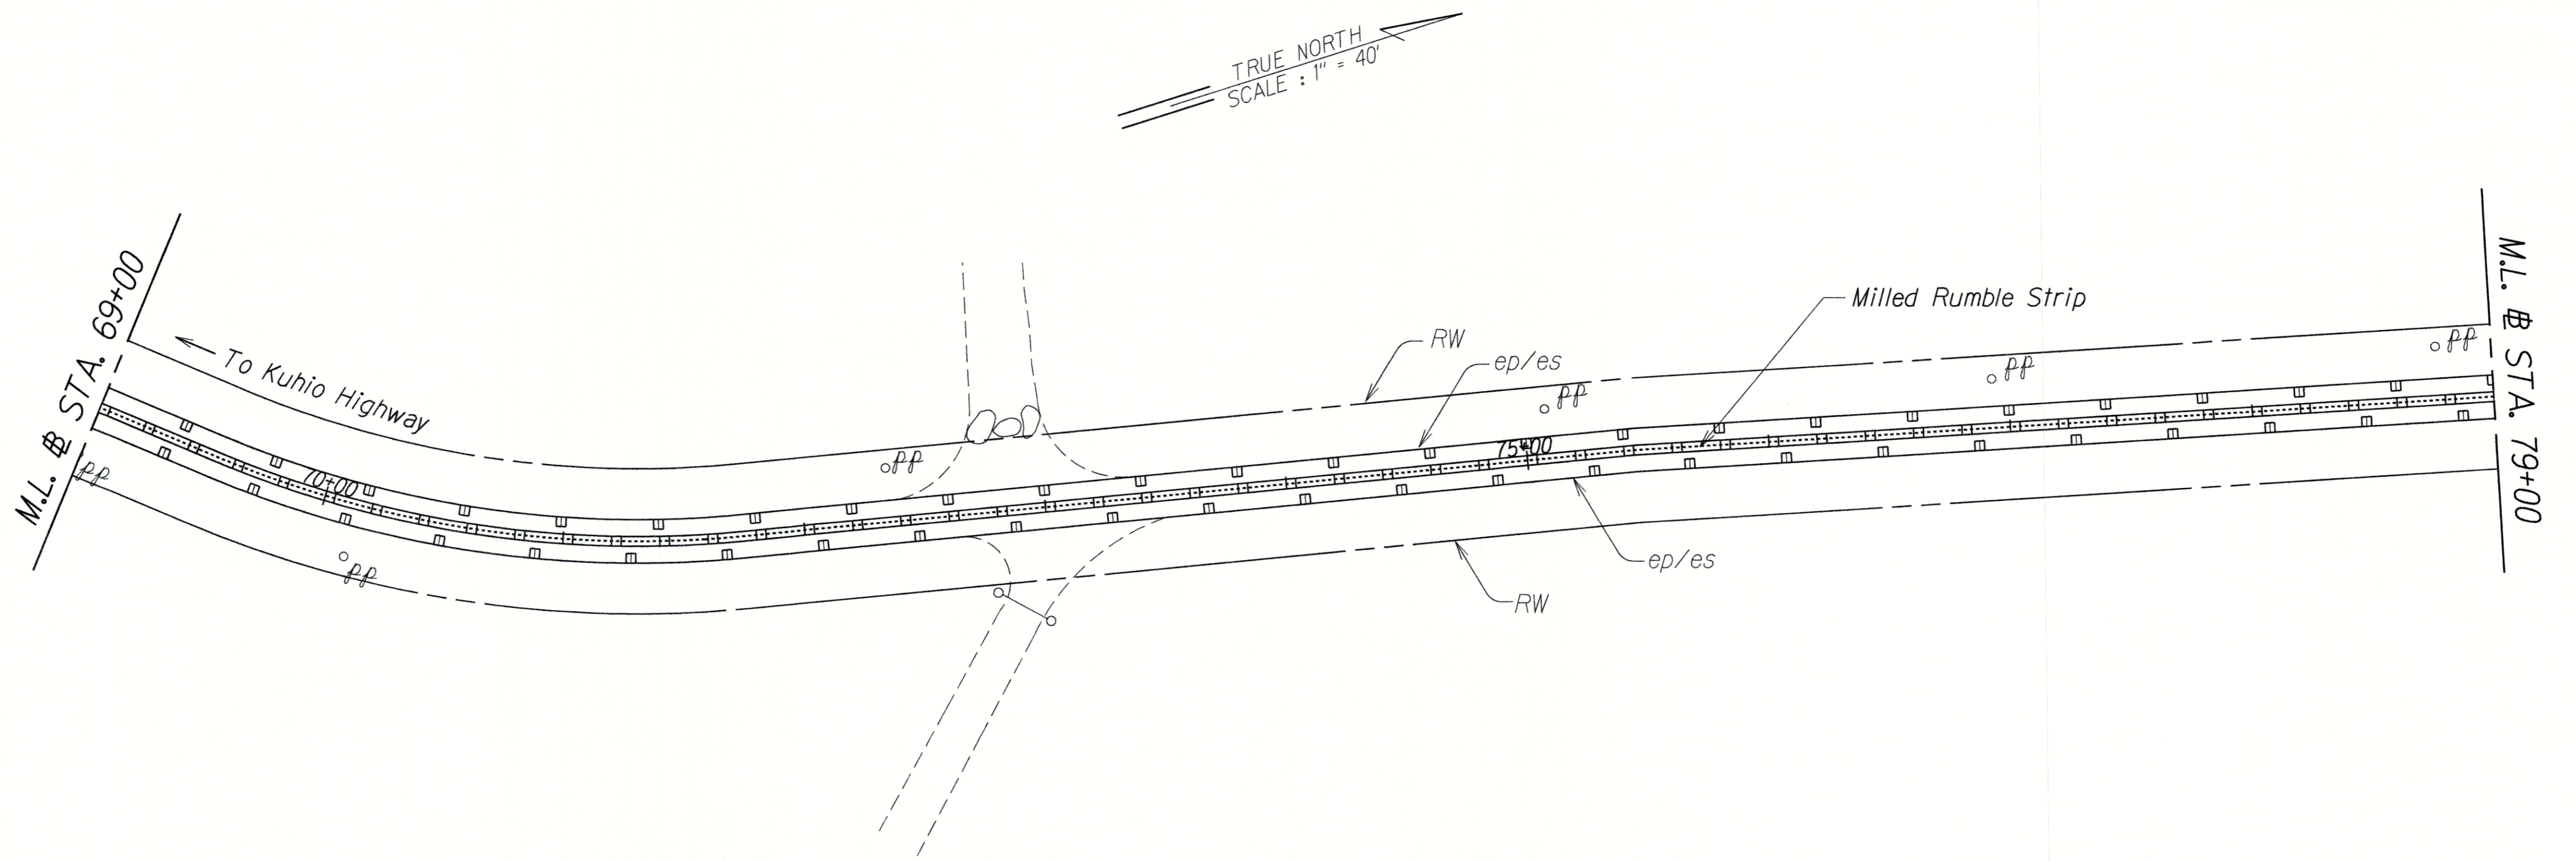 TRUE NORTH
SCALE : 1" = 40'
M.L. ⅊ STA. 69+00
To Kuhio Highway
70+00
pp
pp
pp
RW
ep/es
pp
75+00
Milled Rumble Strip
pp
pp
ep/es
RW
M.L. ⅊ STA. 79+00